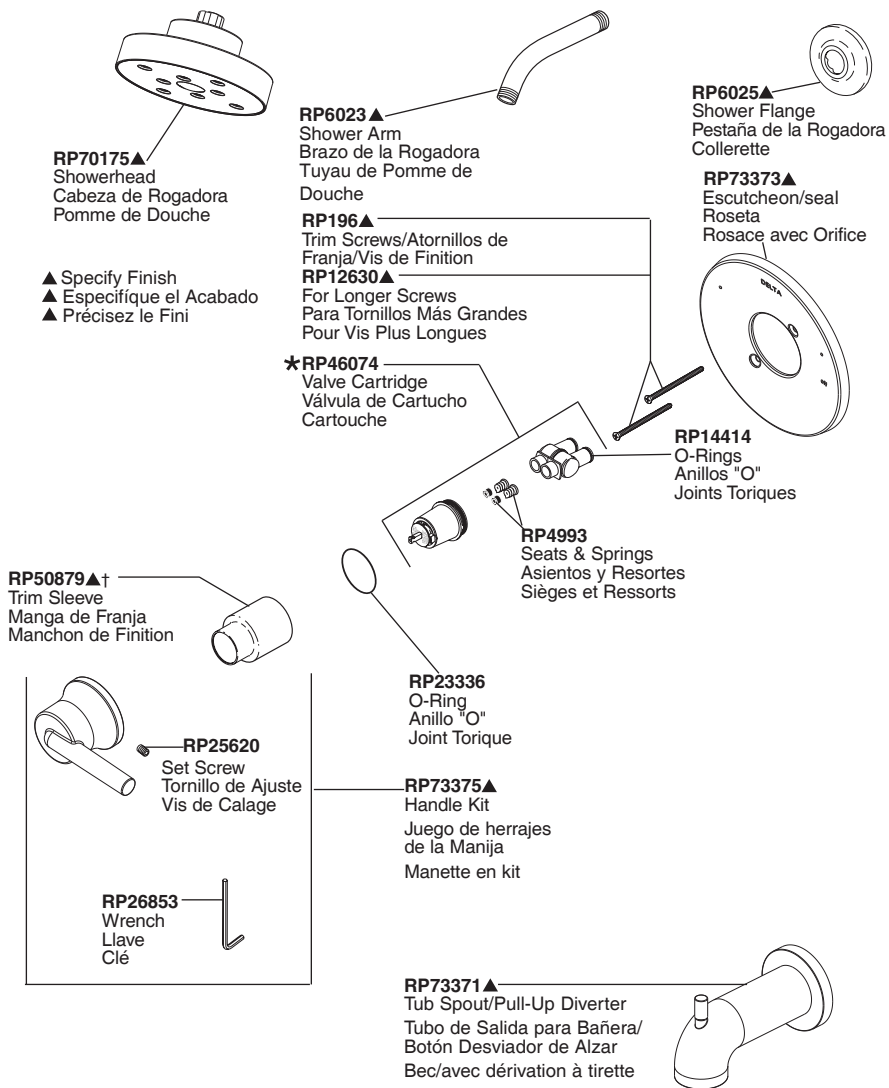 RP6023▲
Shower Arm
Brazo de la Rogadora
Tuyau de Pomme de
Douche
RP6025▲
Shower Flange
Pestaña de la Rogadora
Collerette
RP70175▲
Showerhead
Cabeza de Rogadora
Pomme de Douche
RP73373▲
Escutcheon/seal
Roseta
Rosace avec Orifice
RP196▲
Trim Screws/Atornillos de
Franja/Vis de Finition
RP12630▲
For Longer Screws
Para Tornillos Más Grandes
Pour Vis Plus Longues
▲ Specify Finish
▲ Especifíque el Acabado
▲ Précisez le Fini
DELTA
★RP46074
Valve Cartridge
Válvula de Cartucho
Cartouche
RP14414
O-Rings
Anillos "O"
Joints Toriques
RP4993
Seats & Springs
Asientos y Resortes
Sièges et Ressorts
RP50879▲†
Trim Sleeve
Manga de Franja
Manchon de Finition
RP23336
O-Ring
Anillo "O"
Joint Torique
RP25620
Set Screw
Tornillo de Ajuste
Vis de Calage
RP73375▲
Handle Kit
Juego de herrajes
de la Manija
Manette en kit
RP26853
Wrench
Llave
Clé
RP73371▲
Tub Spout/Pull-Up Diverter
Tubo de Salida para Bañera/
Botón Desviador de Alzar
Bec/avec dérivation à tirette